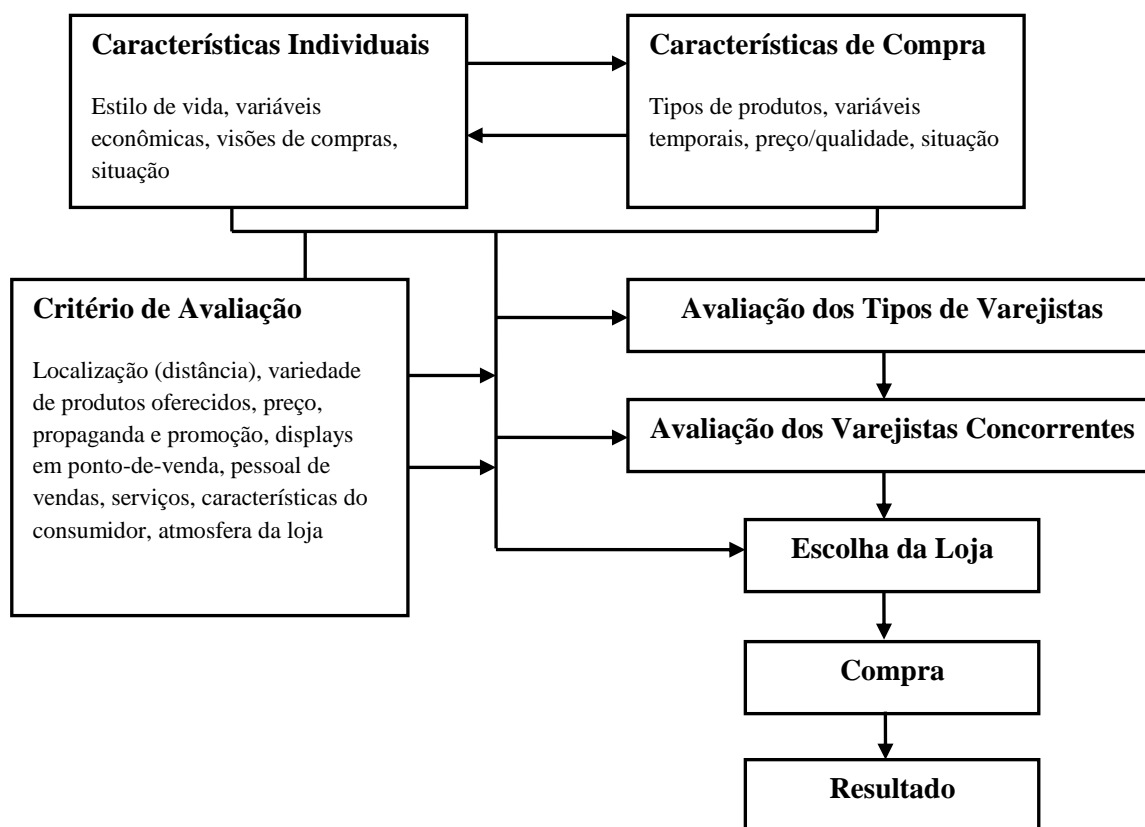 Características Individuais
Estilo de vida, variáveis
econômicas, visões de compras,
situação
Características de Compra
Tipos de produtos, variáveis
temporais, preço/qualidade, situação
Critério de Avaliação
Localização (distância), variedade
de produtos oferecidos, preço,
propaganda e promoção, displays
em ponto-de-venda, pessoal de
vendas, serviços, características do
consumidor, atmosfera da loja
Avaliação dos Tipos de Varejistas
Avaliação dos Varejistas Concorrentes
Escolha da Loja
Compra
Resultado